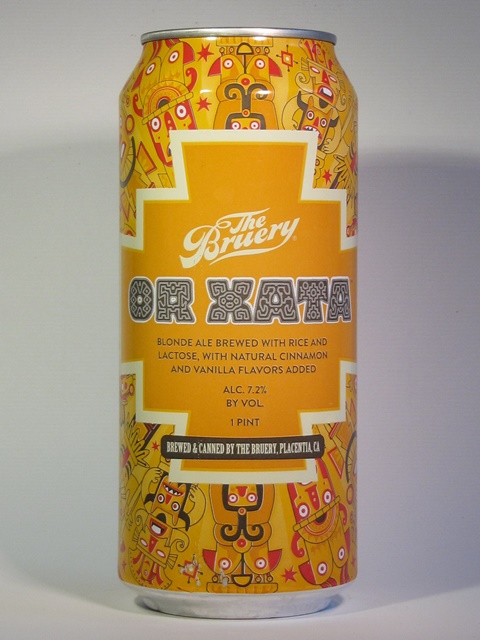 The
Bruery®
OR XATA™
BLONDE ALE BREWED WITH RICE AND
LACTOSE, WITH NATURAL CINNAMON
AND VANILLA FLAVORS ADDED
ALC. 7.2%
BY VOL.
1 PINT
BREWED & CANNED BY THE BRUERY, PLACENTIA, CA